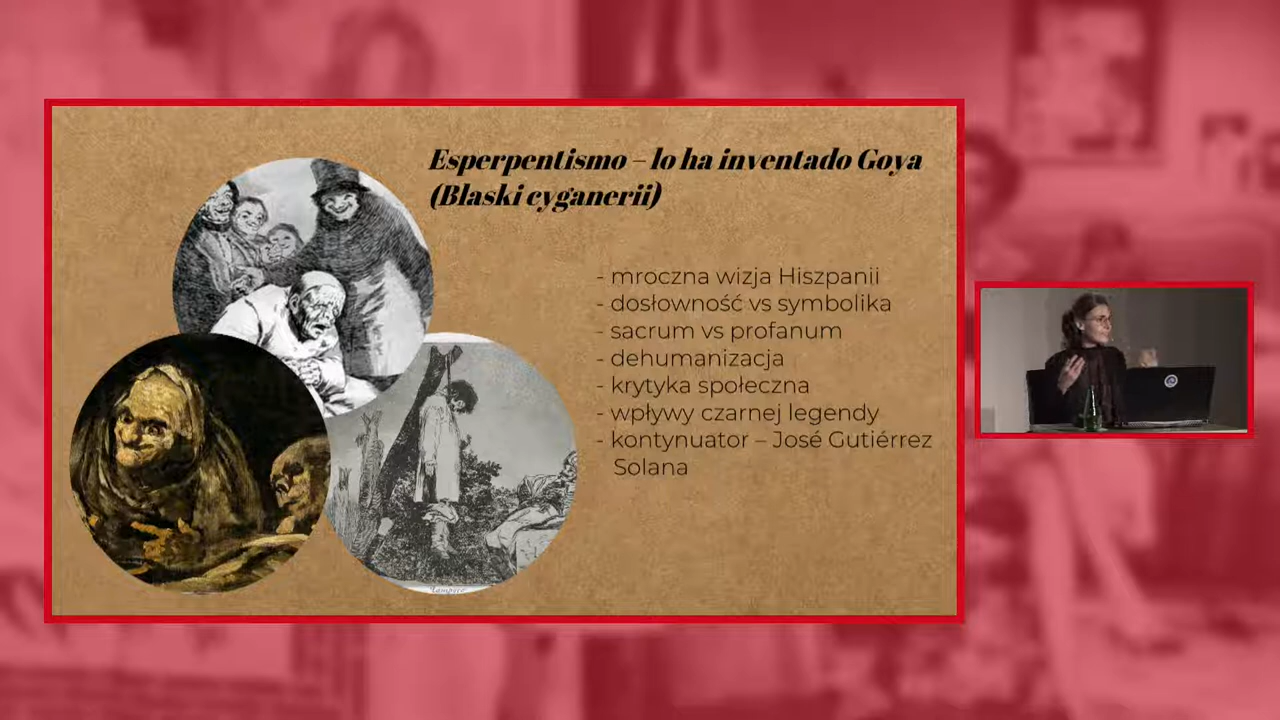 Esperpentismo – lo ha inventado Goya
(Blaski cyganerii)
- mroczna wizja Hiszpanii
- dosłowność vs symbolika
- sacrum vs profanum
- dehumanizacja
- krytyka społeczna
- wpływy czarnej legendy
- kontynuator – José Gutiérrez
Solana
Tampoco